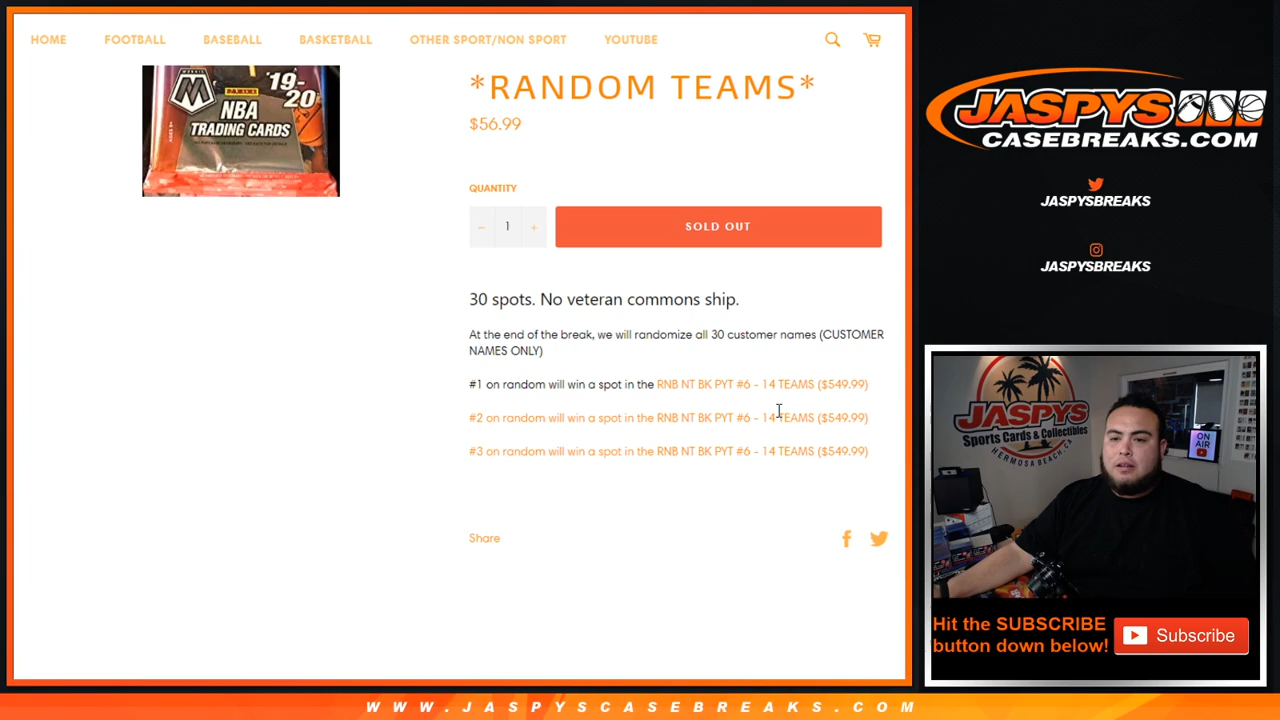 HOME FOOTBALL BASEBALL BASKETBALL OTHER SPORT/NON SPORT YOUTUBE
MOSAIC
PANINI
'19-20
NBA
TRADING CARDS
*RANDOM TEAMS*
$56.99
QUANTITY
− 1 + SOLD OUT
30 spots. No veteran commons ship.
At the end of the break, we will randomize all 30 customer names (CUSTOMER
NAMES ONLY)
#1 on random will win a spot in the RNB NT BK PYT #6 - 14 TEAMS ($549.99)
#2 on random will win a spot in the RNB NT BK PYT #6 - 14 TEAMS ($549.99)
#3 on random will win a spot in the RNB NT BK PYT #6 - 14 TEAMS ($549.99)
Share
JASPYS
CASEBREAKS.COM
JASPYSBREAKS
JASPYSBREAKS
JASPYS
Sports Cards & Collectibles
HERMOSA BEACH, CA
ON
AIR
Hit the SUBSCRIBE
button down below!
Subscribe
WWW.JASPYSCASEBREAKS.COM